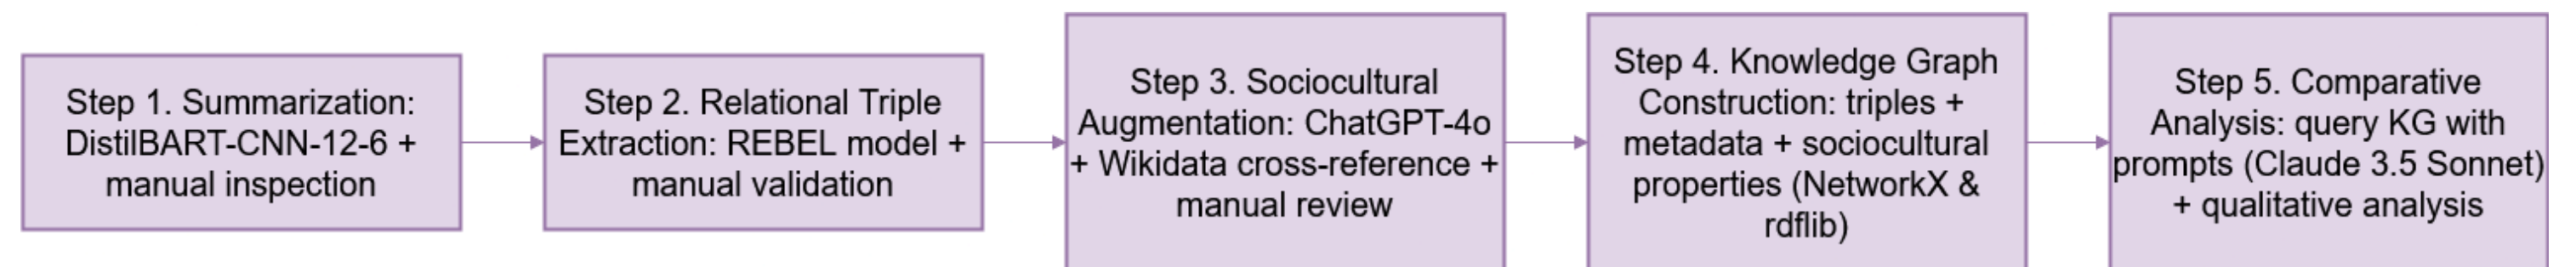 Step 1. Summarization:
DistilBART-CNN-12-6 +
manual inspection
Step 2. Relational Triple
Extraction: REBEL model +
manual validation
Step 3. Sociocultural
Augmentation: ChatGPT-4o
+ Wikidata cross-reference +
manual review
Step 4. Knowledge Graph
Construction: triples +
metadata + sociocultural
properties (NetworkX &
rdflib)
Step 5. Comparative
Analysis: query KG with
prompts (Claude 3.5 Sonnet)
+ qualitative analysis